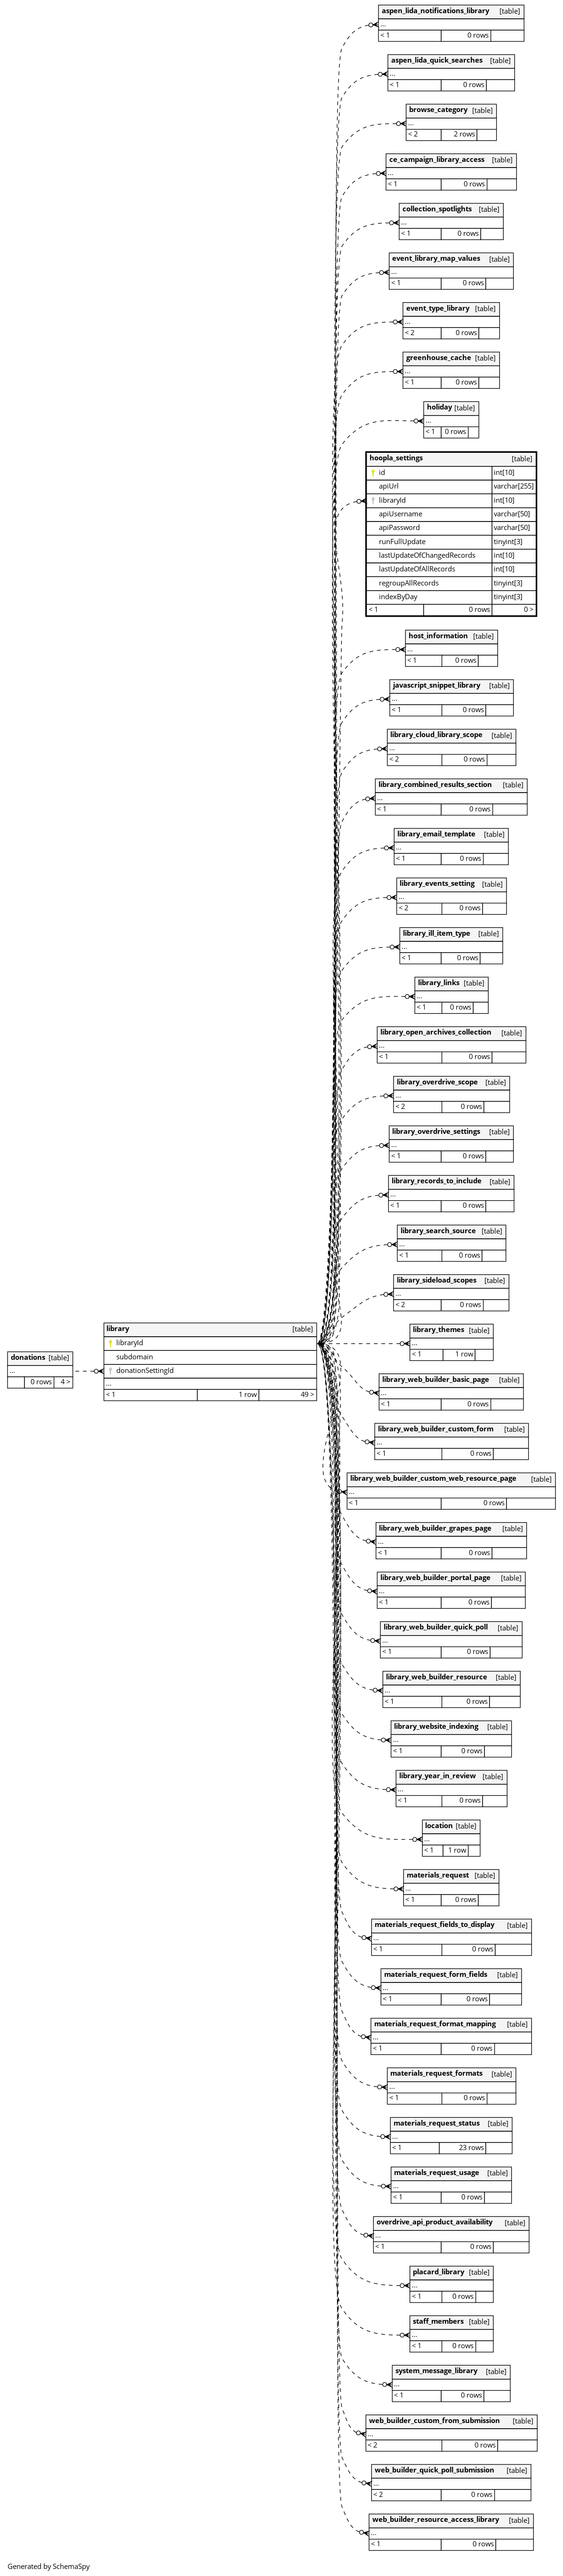 aspen_lida_notifications_library [table]
...
< 1 0 rows
aspen_lida_quick_searches [table]
...
< 1 0 rows
browse_category [table]
...
< 2 2 rows
ce_campaign_library_access [table]
...
< 1 0 rows
collection_spotlights [table]
...
< 1 0 rows
event_library_map_values [table]
...
< 1 0 rows
event_type_library [table]
...
< 2 0 rows
greenhouse_cache [table]
...
< 1 0 rows
holiday [table]
...
< 1 0 rows
hoopla_settings [table]
id int[10]
apiUrl varchar[255]
libraryId int[10]
apiUsername varchar[50]
apiPassword varchar[50]
runFullUpdate tinyint[3]
lastUpdateOfChangedRecords int[10]
lastUpdateOfAllRecords int[10]
regroupAllRecords tinyint[3]
indexByDay tinyint[3]
< 1 0 rows 0 >
host_information [table]
...
< 1 0 rows
javascript_snippet_library [table]
...
< 1 0 rows
library_cloud_library_scope [table]
...
< 2 0 rows
library_combined_results_section [table]
...
< 1 0 rows
library_email_template [table]
...
< 1 0 rows
library_events_setting [table]
...
< 2 0 rows
library_ill_item_type [table]
...
< 1 0 rows
library_links [table]
...
< 1 0 rows
library_open_archives_collection [table]
...
< 1 0 rows
library_overdrive_scope [table]
...
< 2 0 rows
library_overdrive_settings [table]
...
< 1 0 rows
library_records_to_include [table]
...
< 1 0 rows
library_search_source [table]
...
< 1 0 rows
library_sideload_scopes [table]
...
< 2 0 rows
donations [table]
...
0 rows 4 >
library [table]
libraryId
subdomain
donationSettingId
...
< 1 1 row 49 >
library_themes [table]
...
< 1 1 row
library_web_builder_basic_page [table]
...
< 1 0 rows
library_web_builder_custom_form [table]
...
< 1 0 rows
library_web_builder_custom_web_resource_page [table]
...
< 1 0 rows
library_web_builder_grapes_page [table]
...
< 1 0 rows
library_web_builder_portal_page [table]
...
< 1 0 rows
library_web_builder_quick_poll [table]
...
< 1 0 rows
library_web_builder_resource [table]
...
< 1 0 rows
library_website_indexing [table]
...
< 1 0 rows
library_year_in_review [table]
...
< 1 0 rows
location [table]
...
< 1 1 row
materials_request [table]
...
< 1 0 rows
materials_request_fields_to_display [table]
...
< 1 0 rows
materials_request_form_fields [table]
...
< 1 0 rows
materials_request_format_mapping [table]
...
< 1 0 rows
materials_request_formats [table]
...
< 1 0 rows
materials_request_status [table]
...
< 1 23 rows
materials_request_usage [table]
...
< 1 0 rows
overdrive_api_product_availability [table]
...
< 1 0 rows
placard_library [table]
...
< 1 0 rows
staff_members [table]
...
< 1 0 rows
system_message_library [table]
...
< 1 0 rows
web_builder_custom_from_submission [table]
...
< 2 0 rows
web_builder_quick_poll_submission [table]
...
< 2 0 rows
web_builder_resource_access_library [table]
...
< 1 0 rows
Generated by SchemaSpy